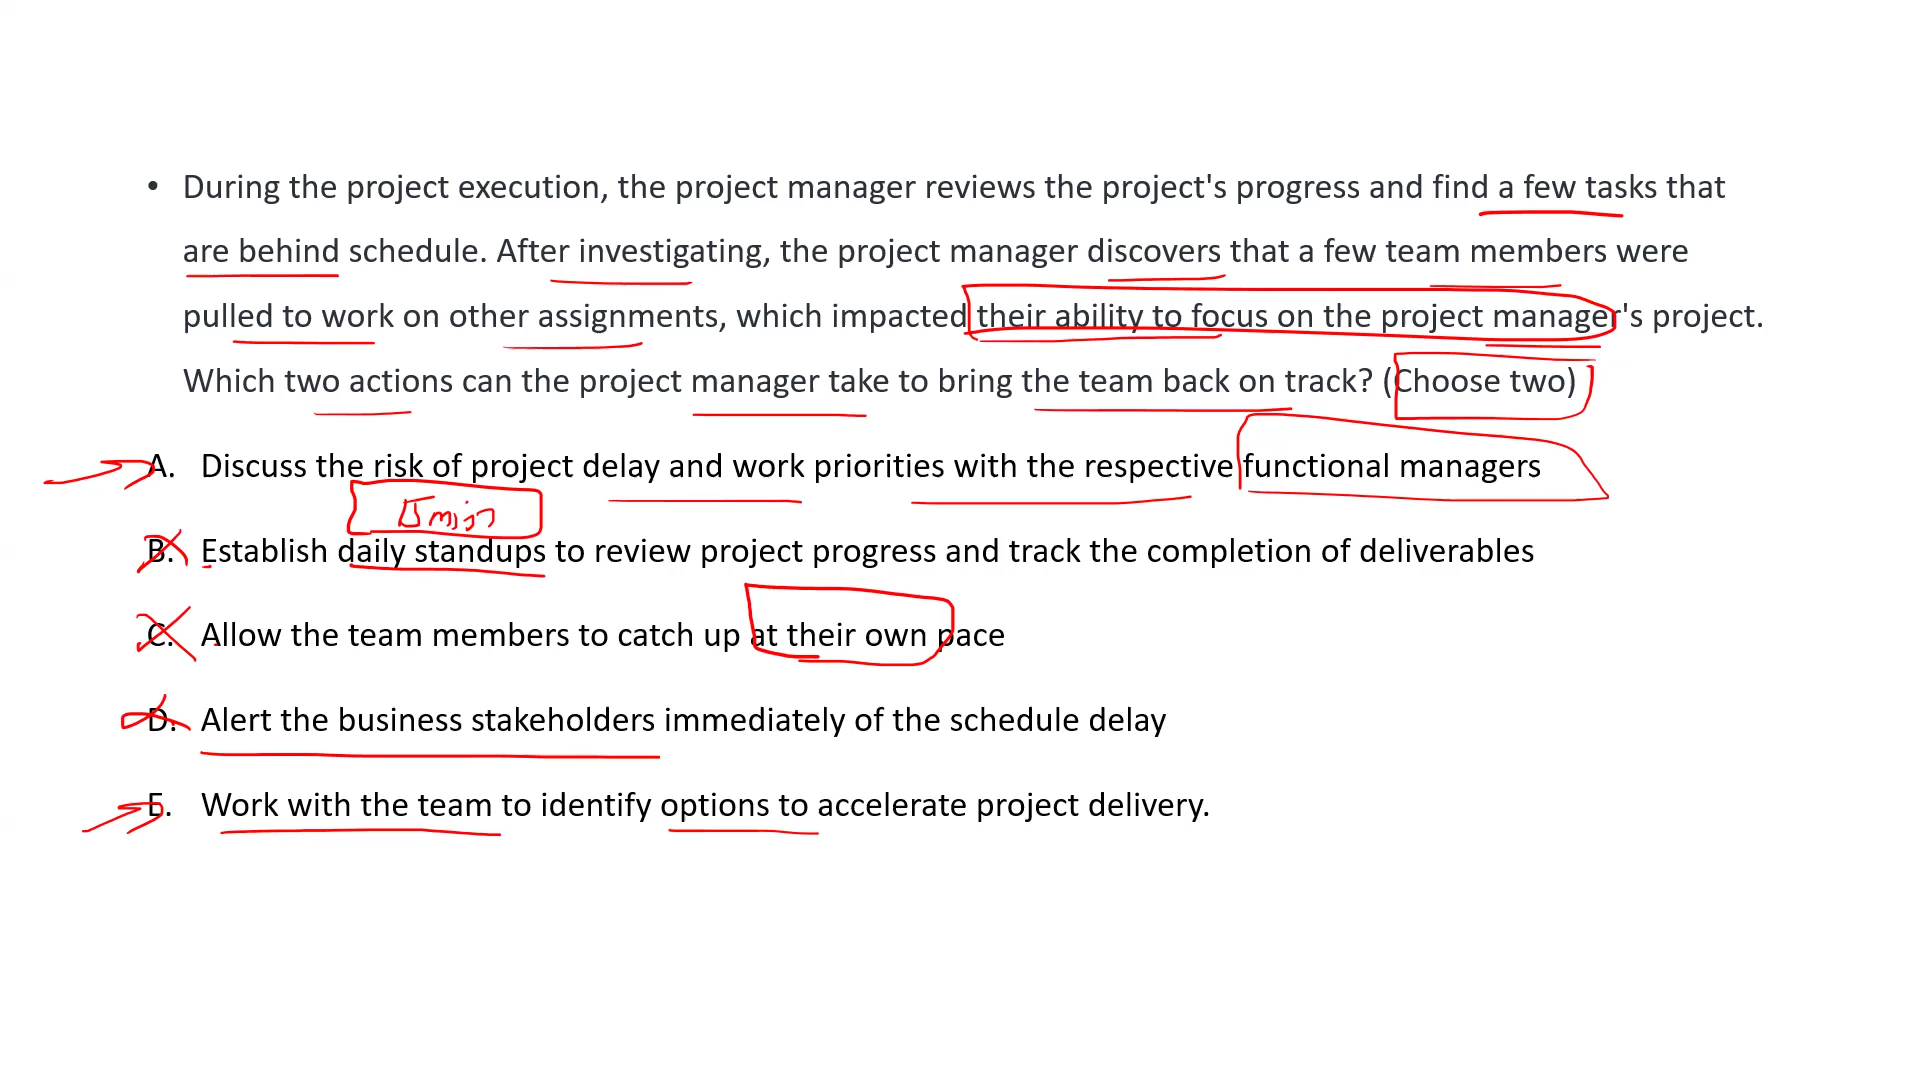 • During the project execution, the project manager reviews the project's progress and find a few tasks that
are behind schedule. After investigating, the project manager discovers that a few team members were
pulled to work on other assignments, which impacted their ability to focus on the project manager's project.
Which two actions can the project manager take to bring the team back on track? (Choose two)
A. Discuss the risk of project delay and work priorities with the respective functional managers
B. Establish daily standups to review project progress and track the completion of deliverables
C. Allow the team members to catch up at their own pace
D. Alert the business stakeholders immediately of the schedule delay
E. Work with the team to identify options to accelerate project delivery.